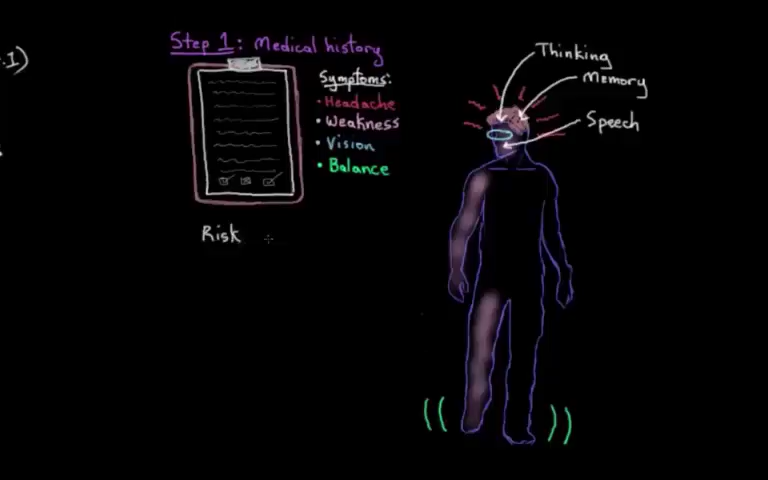 :I)
Step 1: Medical history
Symptoms:
• Headache
• Weakness
• Vision
• Balance
Thinking
Memory
Speech
Risk